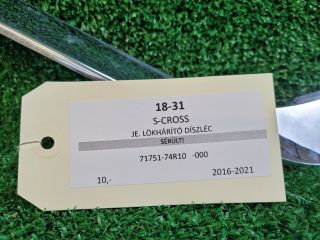 18-31
S-CROSS
JE. LÖKHÁRÍTÓ DÍSZLÉC
SÉRÜLT!
71751-74R10 -000
10,- 2016-2021